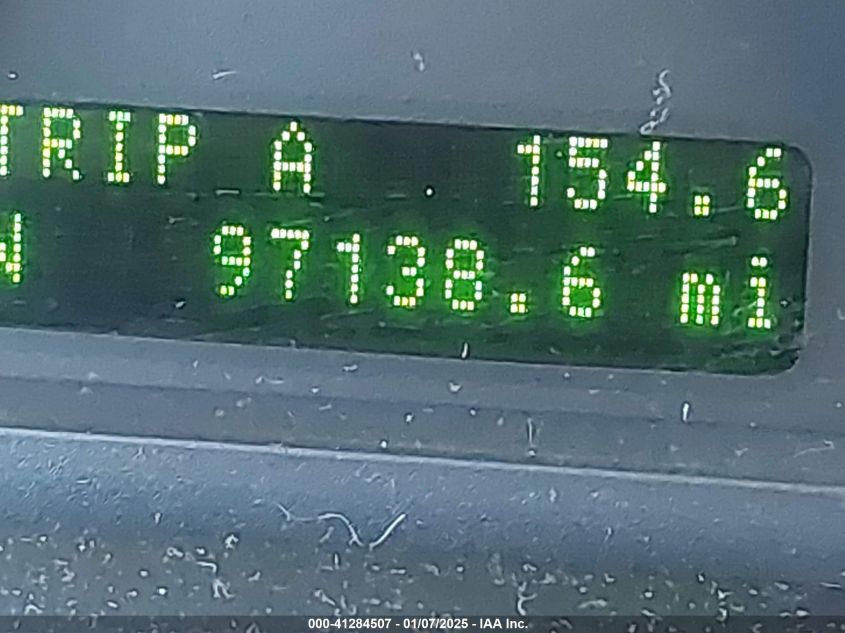 TRIP A 154.6
97138.6 mi
000-41284507 - 01/07/2025 - IAA Inc.